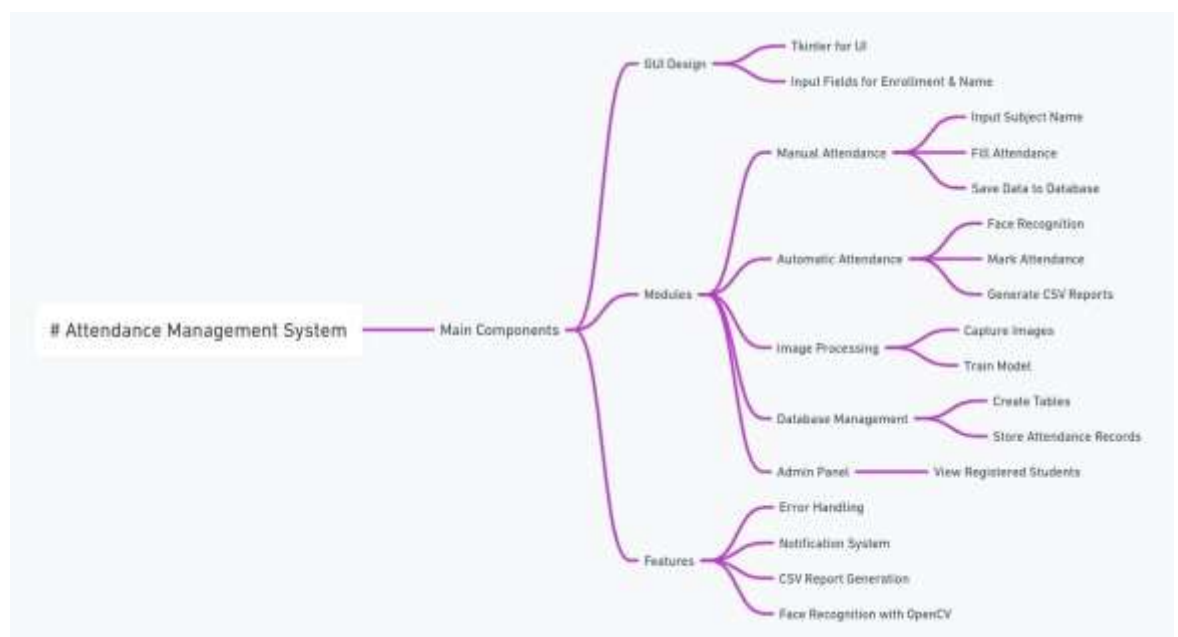 # Attendance Management System
Main Components
GUI Design
Tkinter for UI
Input Fields for Enrollment & Name
Modules
Manual Attendance
Input Subject Name
Fill Attendance
Save Data to Database
Automatic Attendance
Face Recognition
Mark Attendance
Generate CSV Reports
Image Processing
Capture Images
Train Model
Database Management
Create Tables
Store Attendance Records
Admin Panel
View Registered Students
Features
Error Handling
Notification System
CSV Report Generation
Face Recognition with OpenCV